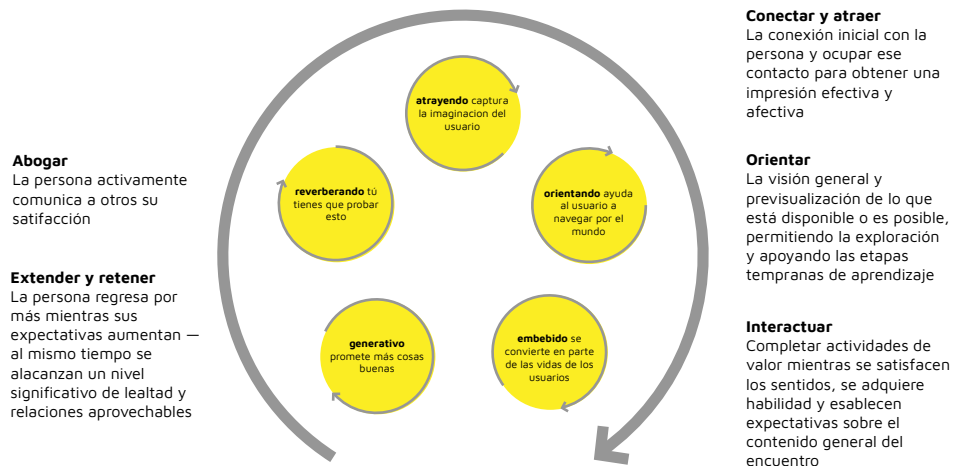 Conectar y atraer
La conexión inicial con la
persona y ocupar ese
contacto para obtener una
impresión efectiva y
afectiva
Orientar
La visión general y
previsualización de lo que
está disponible o es posible,
permitiendo la exploración
y apoyando las etapas
tempranas de aprendizaje
Interactuar
Completar actividades de
valor mientras se satisfacen
los sentidos, se adquiere
habilidad y esablecen
expectativas sobre el
contenido general del
encuentro
Extender y retener
La persona regresa por
más mientras sus
expectativas aumentan —
al mismo tiempo se
alacanzan un nivel
significativo de lealtad y
relaciones aprovechables
Abogar
La persona activamente
comunica a otros su
satifacción
atrayendo captura
la imaginacion del
usuario
orientando ayuda
al usuario a
navegar por el
mundo
embebido se
convierte en parte
de las vidas de los
usuarios
generativo
promete más cosas
buenas
reverberando tú
tienes que probar
esto